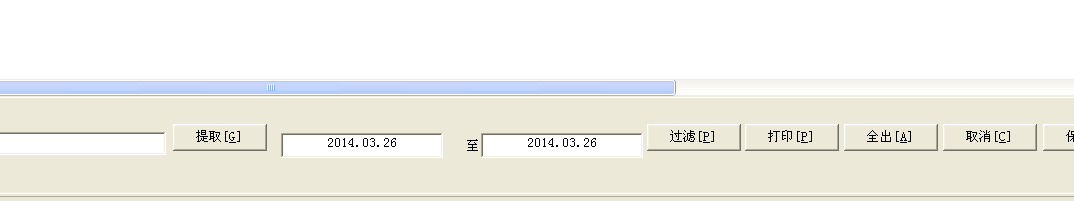 提取[G] 2014.03.26 至 2014.03.26 过滤[P] 打印[P] 全出[A] 取消[C]